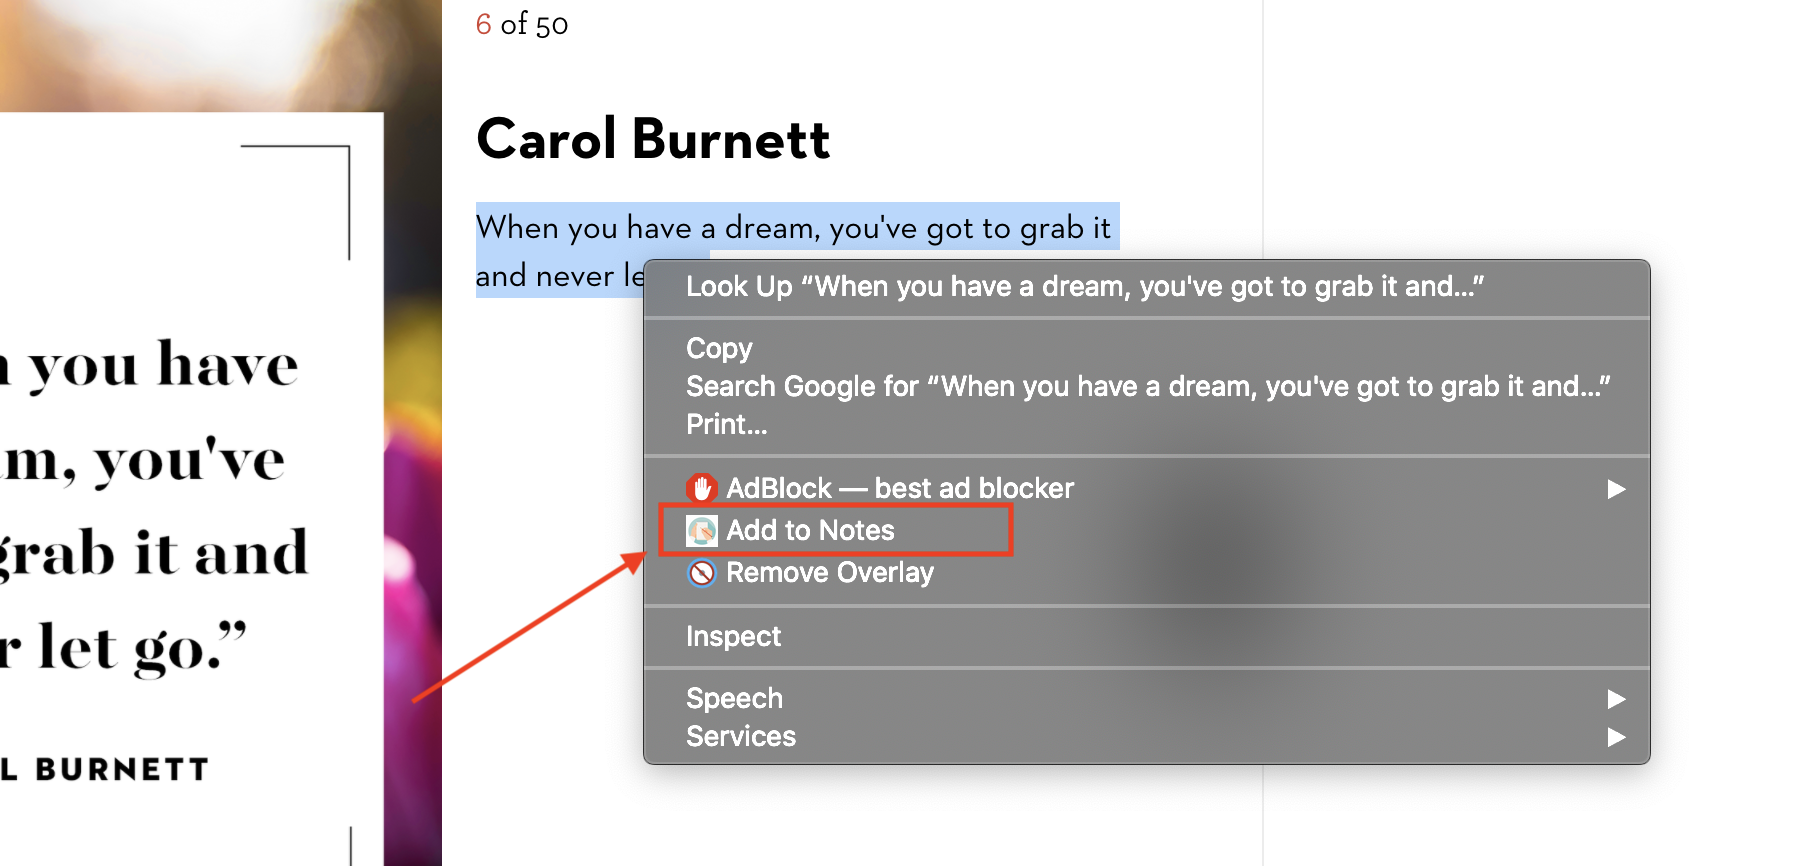 6 of 50
Carol Burnett
When you have a dream, you've got to grab it
and never le
you have
m, you've
grab it and
r let go.”
L BURNETT
Look Up “When you have a dream, you've got to grab it and...”
Copy
Search Google for “When you have a dream, you've got to grab it and...”
Print...
AdBlock — best ad blocker
Add to Notes
Remove Overlay
Inspect
Speech
Services